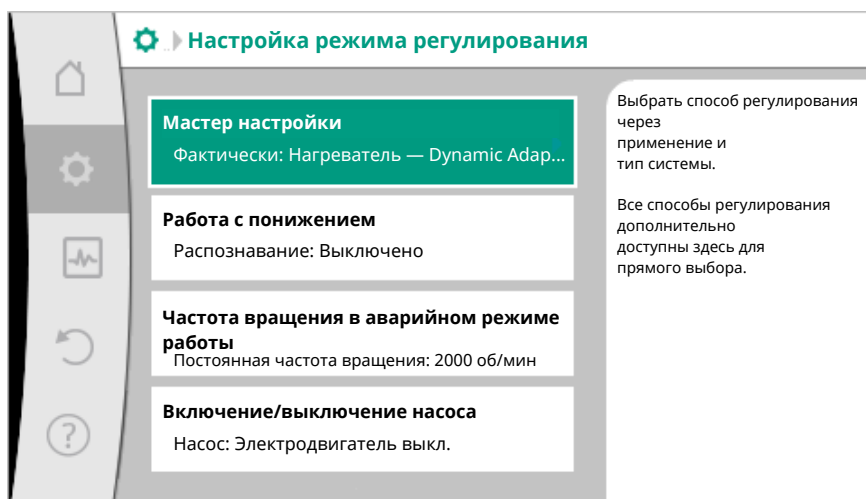 Настройка режима регулирования
Мастер настройки
Фактически: Нагреватель — Dynamic Adap...
Работа с понижением
Распознавание: Выключено
Частота вращения в аварийном режиме
работы
Постоянная частота вращения: 2000 об/мин
Включение/выключение насоса
Насос: Электродвигатель выкл.
Выбрать способ регулирования
через
применение и
тип системы.
Все способы регулирования
дополнительно
доступны здесь для
прямого выбора.